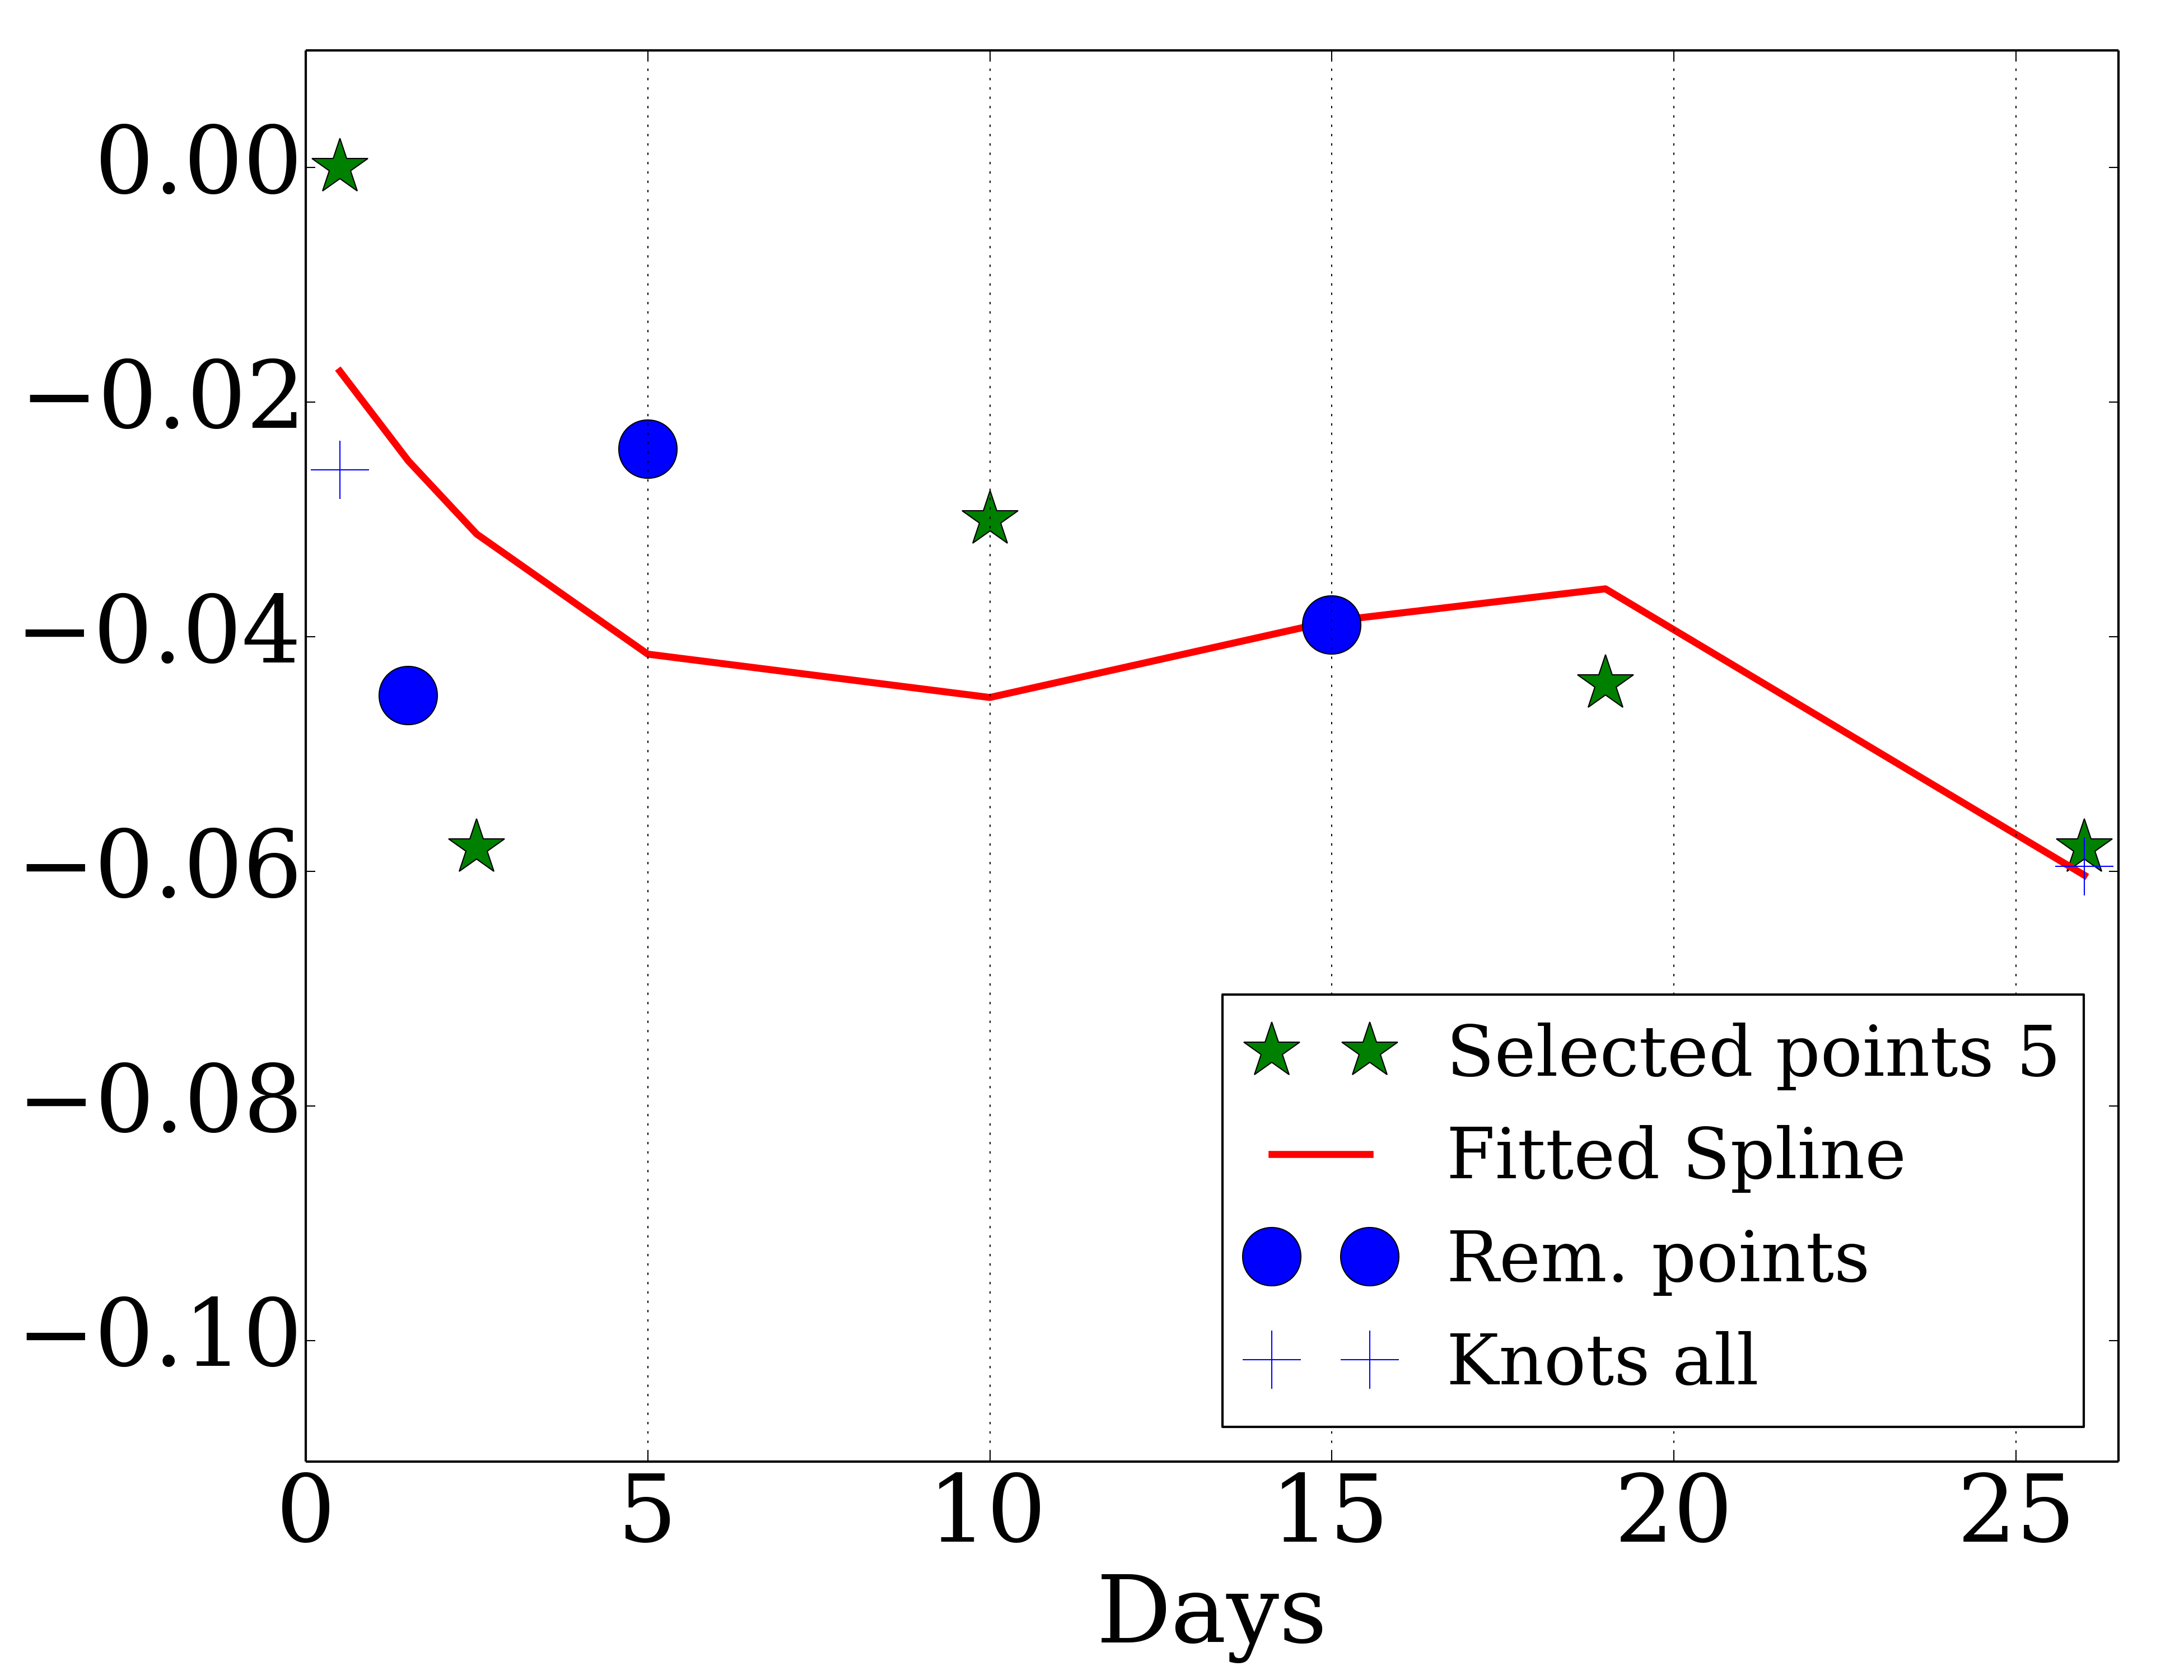 0.00
−0.02
−0.04
−0.06
−0.08
−0.10
Selected points 5
Fitted Spline
Rem. points
Knots all
0 5 10 15 20 25
Days